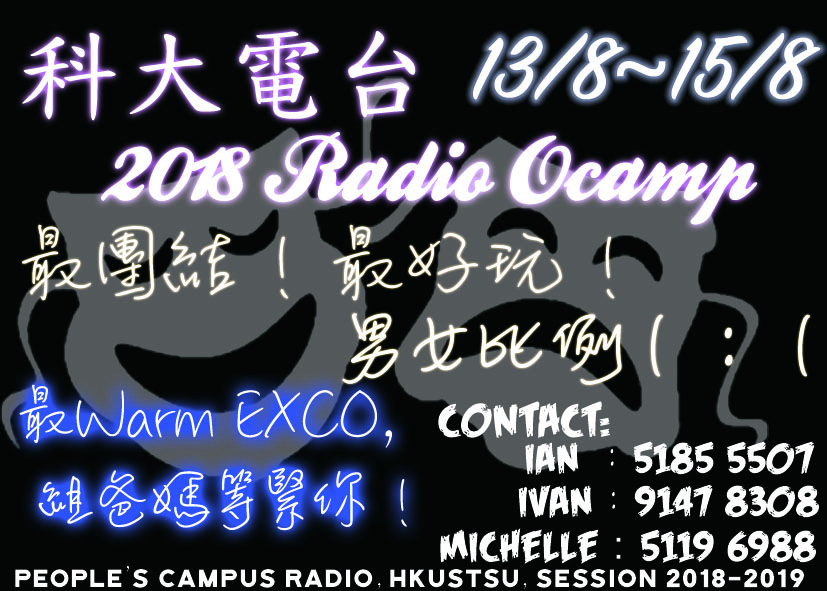 科大電台 13/8~15/8
2018 Radio Ocamp
最團結！最好玩！
男女比例(：(
最Warm EXCO,
組爸媽等緊你！
CONTACT:
IAN : 5185 5507
IVAN : 9147 8308
MICHELLE : 5119 6988
PEOPLE'S CAMPUS RADIO, HKUSTSU, SESSION 2018-2019